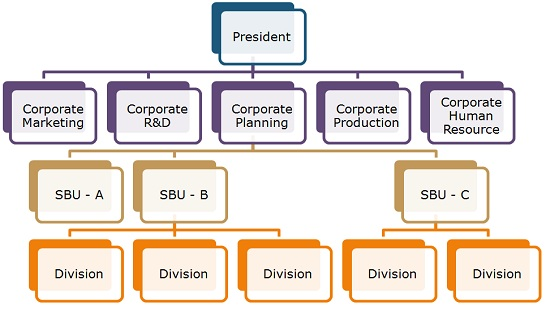 President
Corporate
Marketing
Corporate
R&D
Corporate
Planning
Corporate
Production
Corporate
Human
Resource
SBU - A
SBU - B
SBU - C
Division
Division
Division
Division
Division